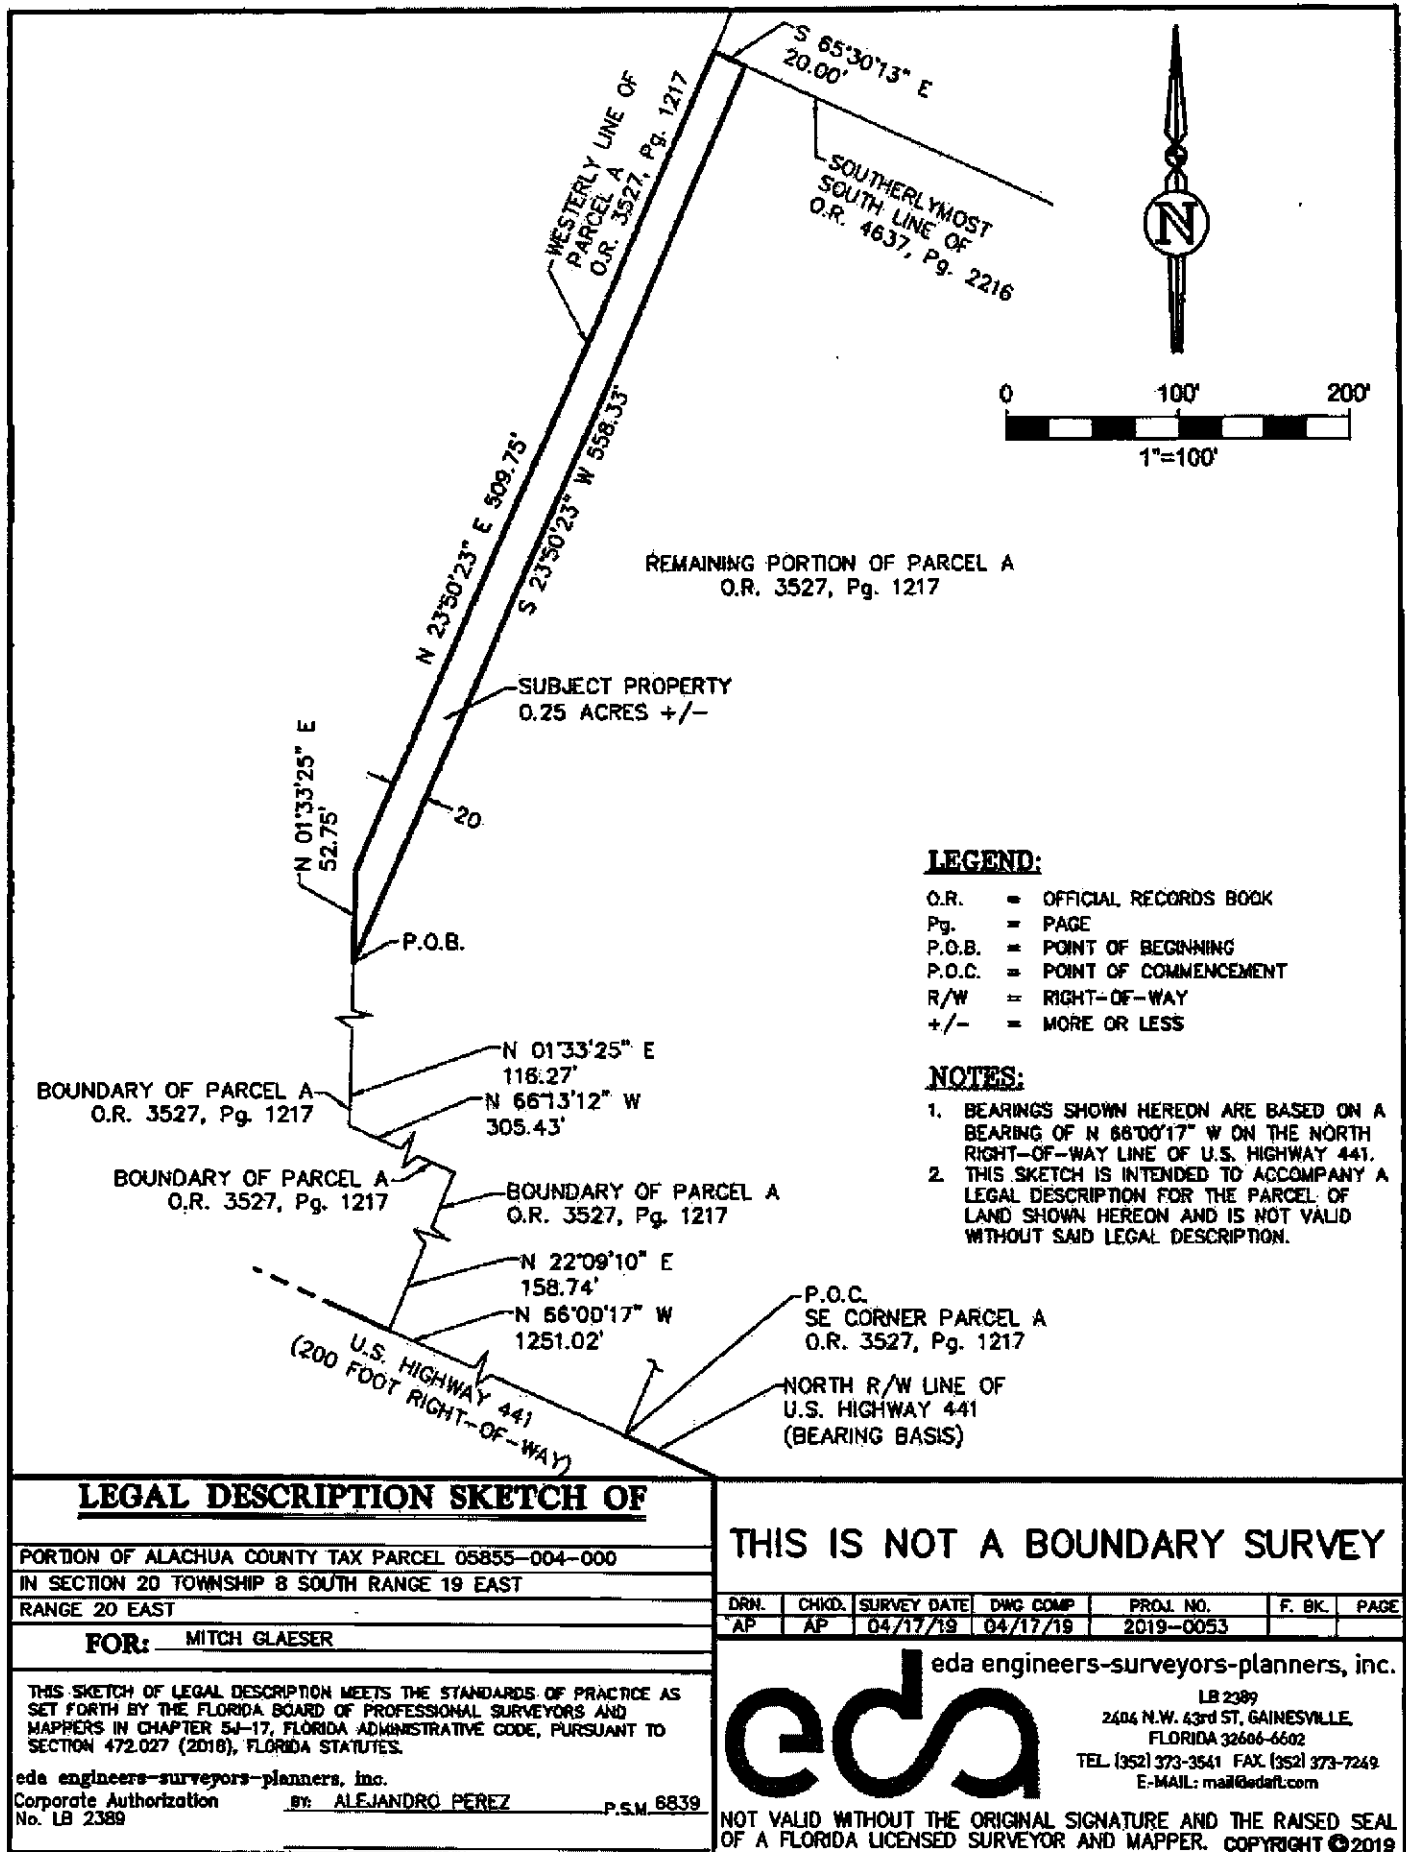 S 65°30'13" E
20.00'
WESTERLY LINE OF
PARCEL A
O.R. 3527, Pg. 1217
SOUTHERLYMOST
SOUTH LINE OF
O.R. 4637, Pg. 2216
N
0 100' 200'
1"=100'
N 23°50'23" E 509.75'
S 23°50'23" W 558.33'
REMAINING PORTION OF PARCEL A
O.R. 3527, Pg. 1217
SUBJECT PROPERTY
0.25 ACRES +/-
N 01°33'25" E
52.75'
20
P.O.B.
LEGEND:
O.R. = OFFICIAL RECORDS BOOK
Pg. = PAGE
P.O.B. = POINT OF BEGINNING
P.O.C. = POINT OF COMMENCEMENT
R/W = RIGHT-OF-WAY
+/- = MORE OR LESS
NOTES:
1. BEARINGS SHOWN HEREON ARE BASED ON A
BEARING OF N 66°00'17" W ON THE NORTH
RIGHT-OF-WAY LINE OF U.S. HIGHWAY 441.
2. THIS SKETCH IS INTENDED TO ACCOMPANY A
LEGAL DESCRIPTION FOR THE PARCEL OF
LAND SHOWN HEREON AND IS NOT VALID
WITHOUT SAID LEGAL DESCRIPTION.
N 01°33'25" E
116.27'
BOUNDARY OF PARCEL A
O.R. 3527, Pg. 1217
N 66°13'12" W
305.43'
BOUNDARY OF PARCEL A
O.R. 3527, Pg. 1217
BOUNDARY OF PARCEL A
O.R. 3527, Pg. 1217
N 22°09'10" E
158.74'
N 66°00'17" W
1251.02'
U.S. HIGHWAY 441
(200 FOOT RIGHT-OF-WAY)
P.O.C.
SE CORNER PARCEL A
O.R. 3527, Pg. 1217
NORTH R/W LINE OF
U.S. HIGHWAY 441
(BEARING BASIS)
LEGAL DESCRIPTION SKETCH OF
PORTION OF ALACHUA COUNTY TAX PARCEL 05855-004-000
IN SECTION 20 TOWNSHIP 8 SOUTH RANGE 19 EAST
RANGE 20 EAST
FOR: MITCH GLAESER
THIS SKETCH OF LEGAL DESCRIPTION MEETS THE STANDARDS OF PRACTICE AS
SET FORTH BY THE FLORIDA BOARD OF PROFESSIONAL SURVEYORS AND
MAPPERS IN CHAPTER 5J-17, FLORIDA ADMINISTRATIVE CODE, PURSUANT TO
SECTION 472.027 (2018), FLORIDA STATUTES.
eda engineers-surveyors-planners, inc.
Corporate Authorization BY: ALEJANDRO PEREZ P.S.M. 6839
No. LB 2389
THIS IS NOT A BOUNDARY SURVEY
DRN. CHKD. SURVEY DATE DWG COMP PROJ. NO. F. BK. PAGE
AP AP 04/17/19 04/17/19 2019-0053
eda
eda engineers-surveyors-planners, inc.
LB 2389
2404 N.W. 43rd ST, GAINESVILLE,
FLORIDA 32606-6602
TEL. (352) 373-3541 FAX. (352) 373-7249
E-MAIL: mail@edafl.com
NOT VALID WITHOUT THE ORIGINAL SIGNATURE AND THE RAISED SEAL
OF A FLORIDA LICENSED SURVEYOR AND MAPPER. COPYRIGHT © 2019